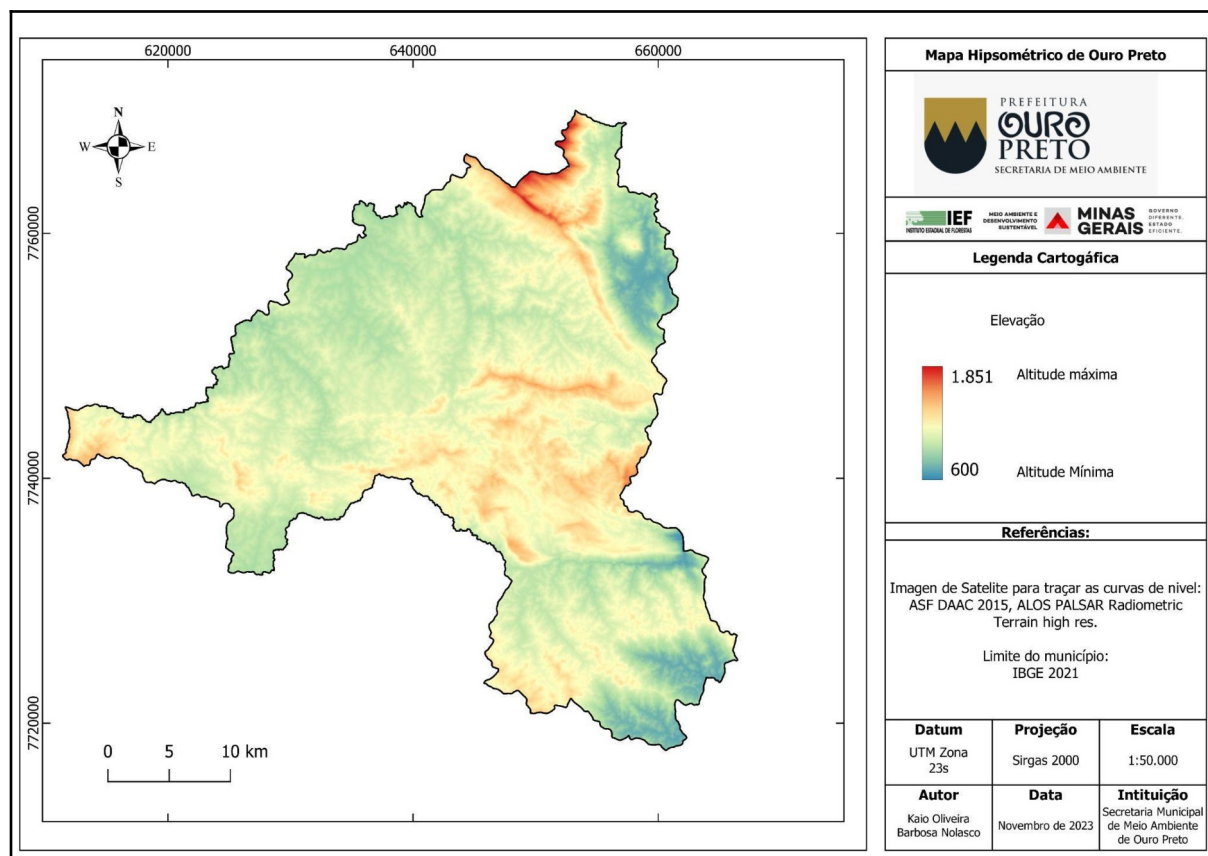 620000
640000
660000
7760000
7740000
7720000
N
W
E
S
0 5 10 km
Mapa Hipsométrico de Ouro Preto
PREFEITURA
OURO
PRETO
SECRETARIA DE MEIO AMBIENTE
IEF
INSTITUTO ESTADUAL DE FLORESTAS
MEIO AMBIENTE E
DESENVOLVIMENTO
SUSTENTÁVEL
MINAS
GERAIS
GOVERNO
DIFERENTE.
ESTADO
EFICIENTE.
Legenda Cartogáfica
Elevação
1.851 Altitude máxima
600 Altitude Mínima
Referências:
Imagen de Satelite para traçar as curvas de nivel:
ASF DAAC 2015, ALOS PALSAR Radiometric
Terrain high res.
Limite do município:
IBGE 2021
Datum
UTM Zona
23s
Projeção
Sirgas 2000
Escala
1:50.000
Autor
Kaio Oliveira
Barbosa Nolasco
Data
Novembro de 2023
Intituição
Secretaria Municipal
de Meio Ambiente
de Ouro Preto